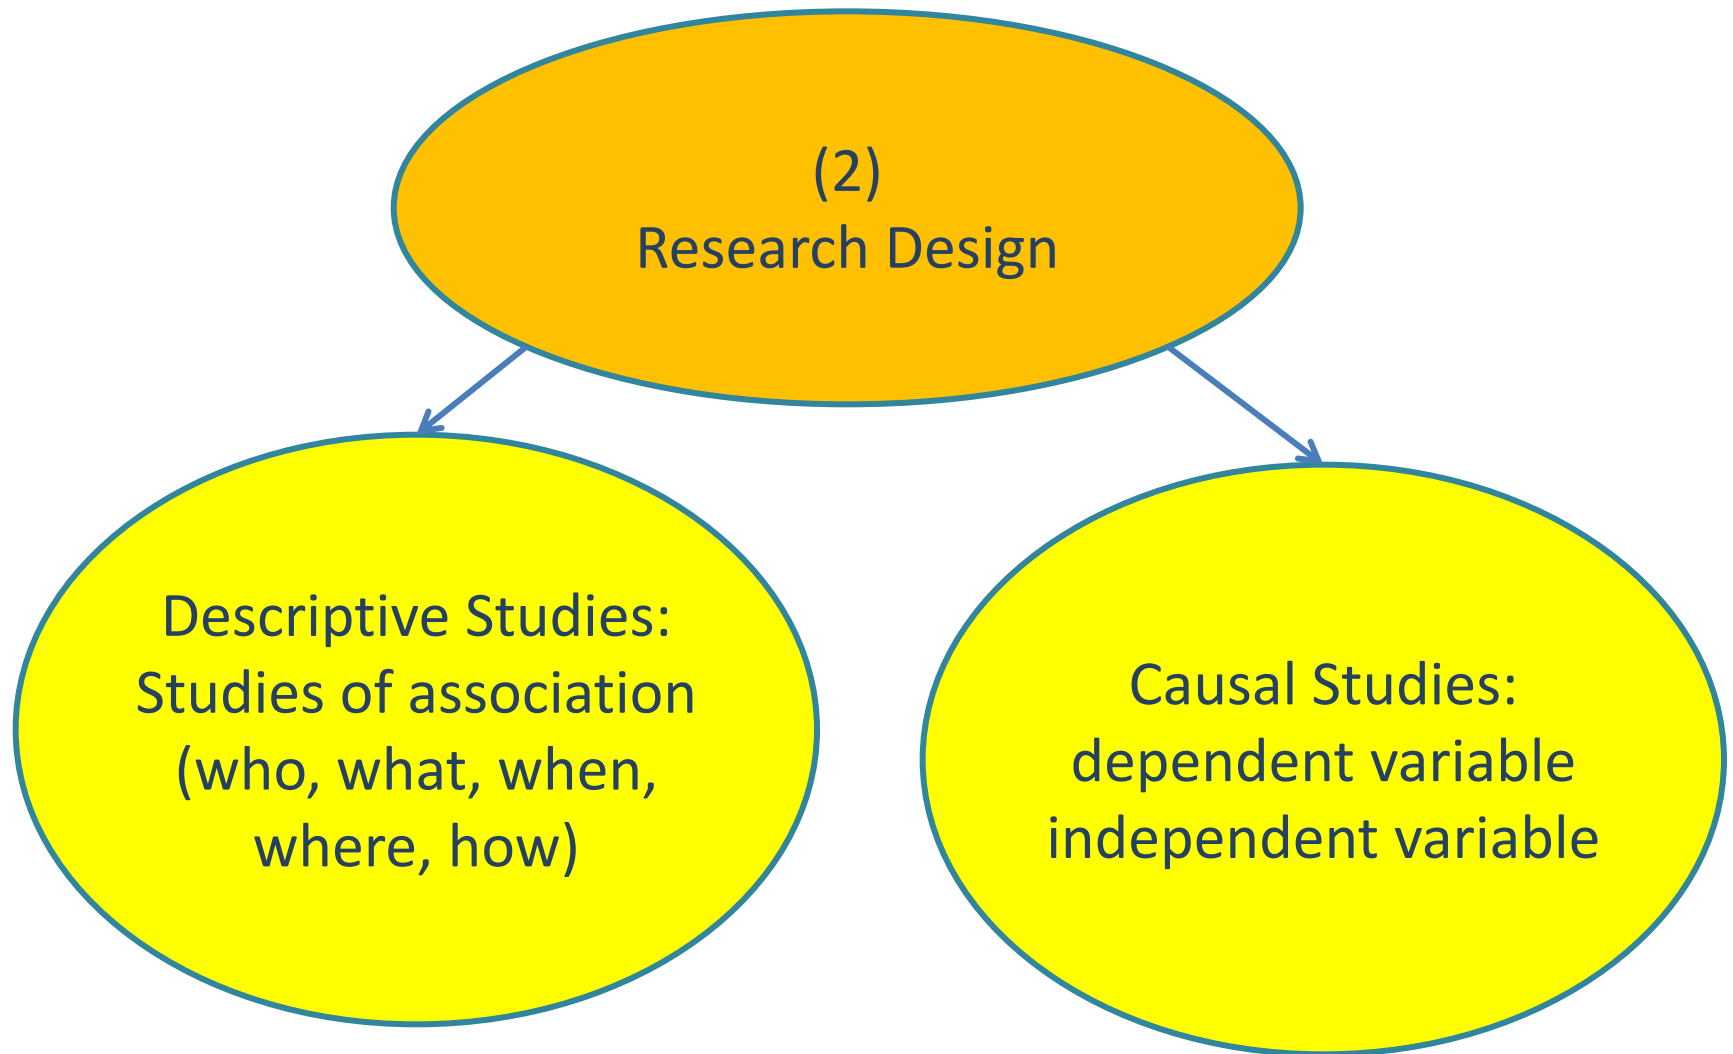 (2)
Research Design
Descriptive Studies:
Studies of association
(who, what, when,
where, how)
Causal Studies:
dependent variable
independent variable